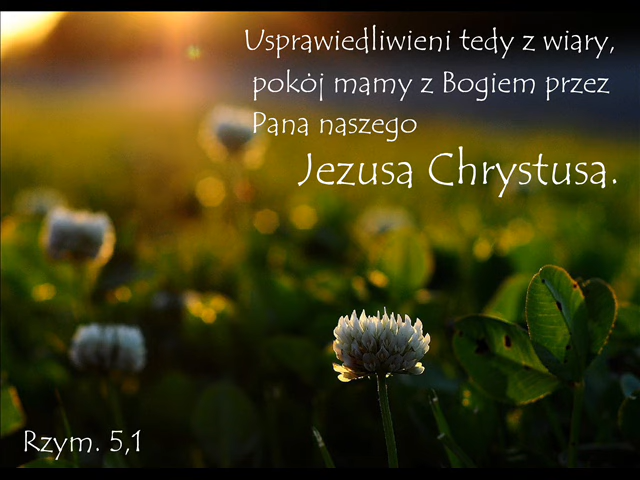 Usprawiedliwieni tedy z wiary,
pokój mamy z Bogiem przez
Pana naszego
Jezusa Chrystusa.
Rzym. 5,1